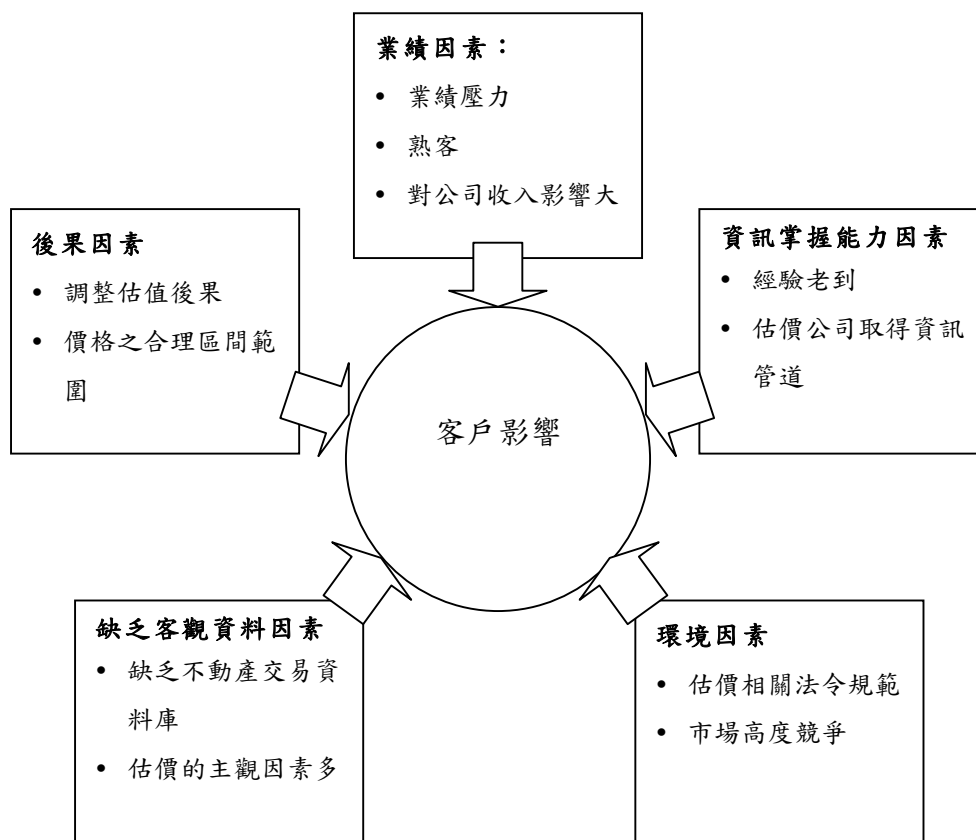 業績因素：
• 業績壓力
• 熟客
• 對公司收入影響大
後果因素
• 調整估值後果
• 價格之合理區間範
圍
資訊掌握能力因素
• 經驗老到
• 估價公司取得資訊
管道
客戶影響
缺乏客觀資料因素
• 缺乏不動產交易資
料庫
• 估價的主觀因素多
環境因素
• 估價相關法令規範
• 市場高度競爭